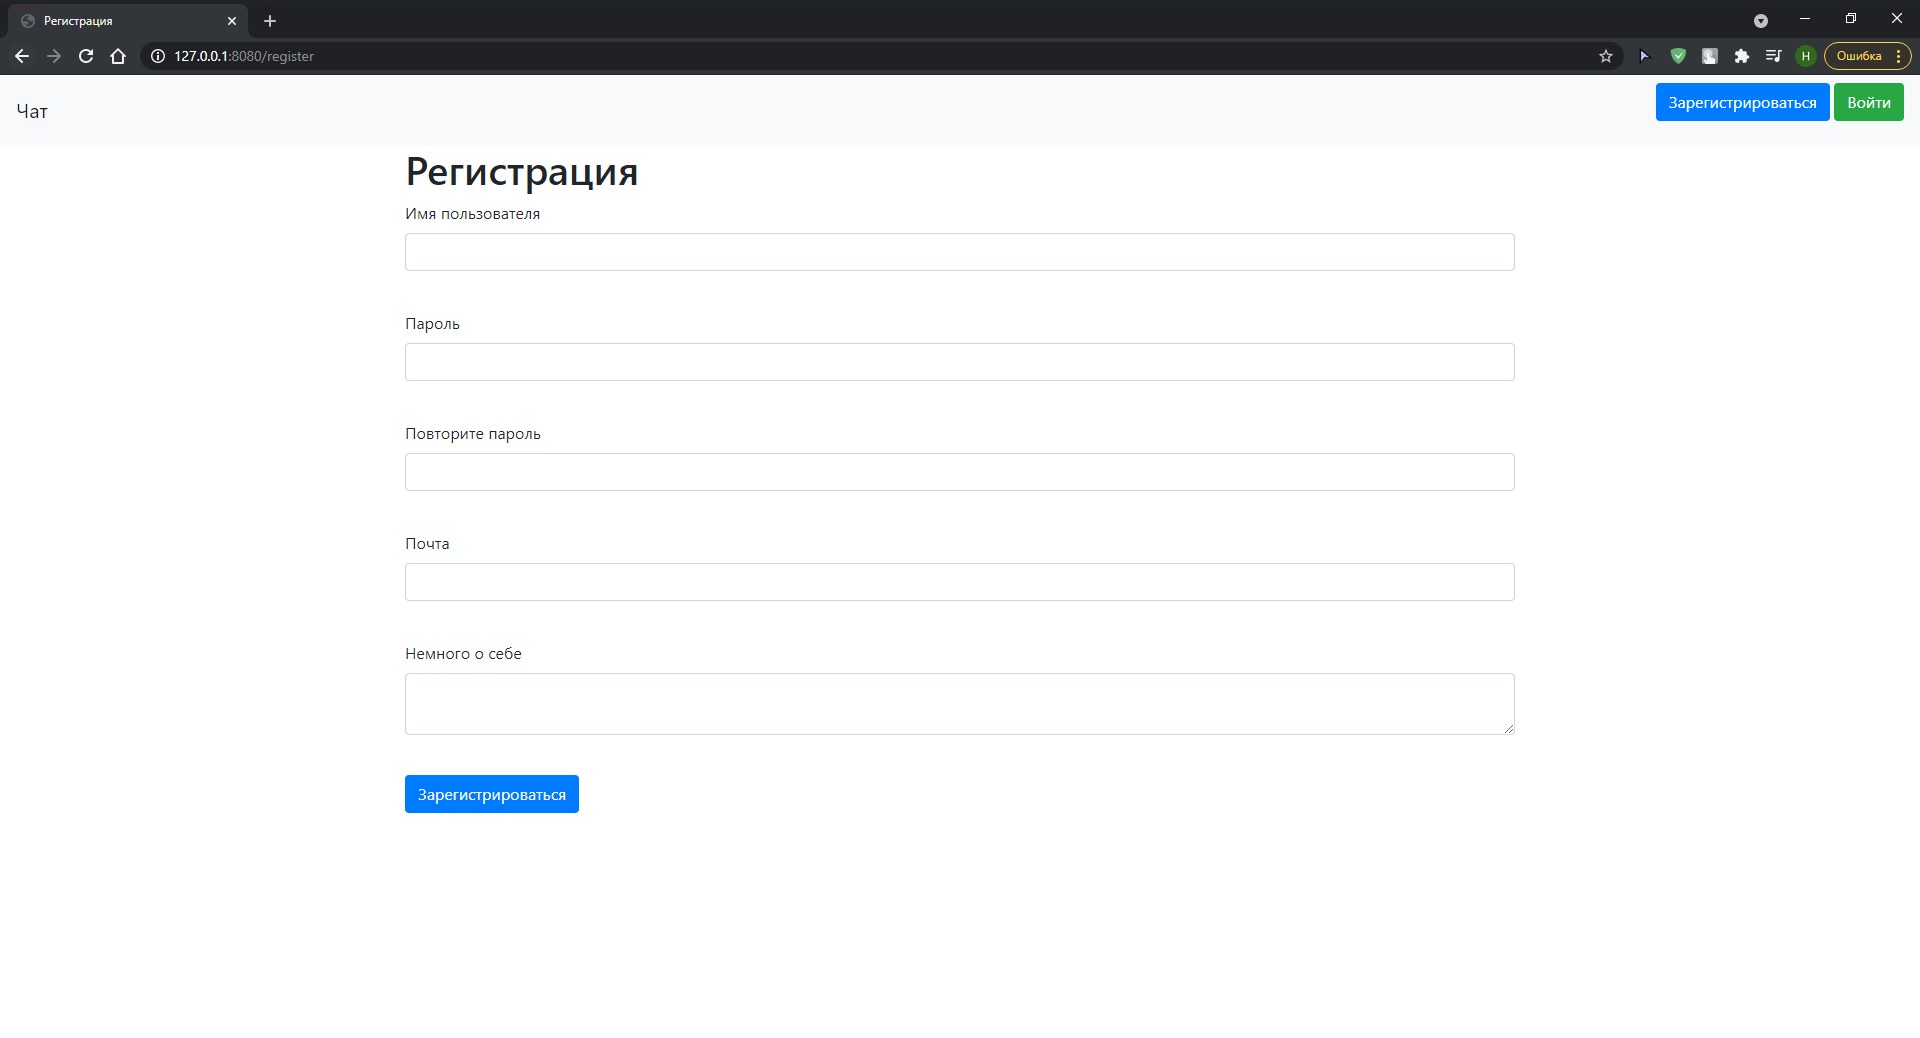 Регистрация
127.0.0.1:8080/register
H
Ошибка
Чат
Зарегистрироваться
Войти
Регистрация
Имя пользователя
Пароль
Повторите пароль
Почта
Немного о себе
Зарегистрироваться